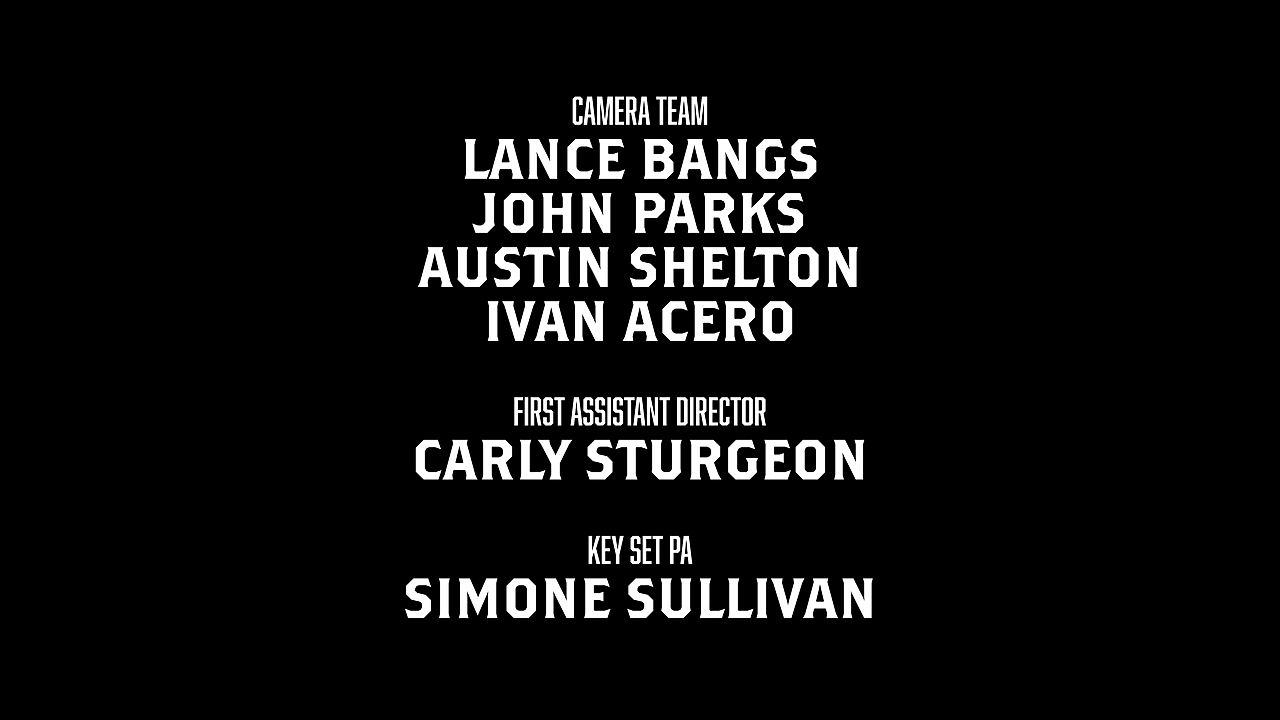 CAMERA TEAM
LANCE BANGS
JOHN PARKS
AUSTIN SHELTON
IVAN ACERO
FIRST ASSISTANT DIRECTOR
CARLY STURGEON
KEY SET PA
SIMONE SULLIVAN